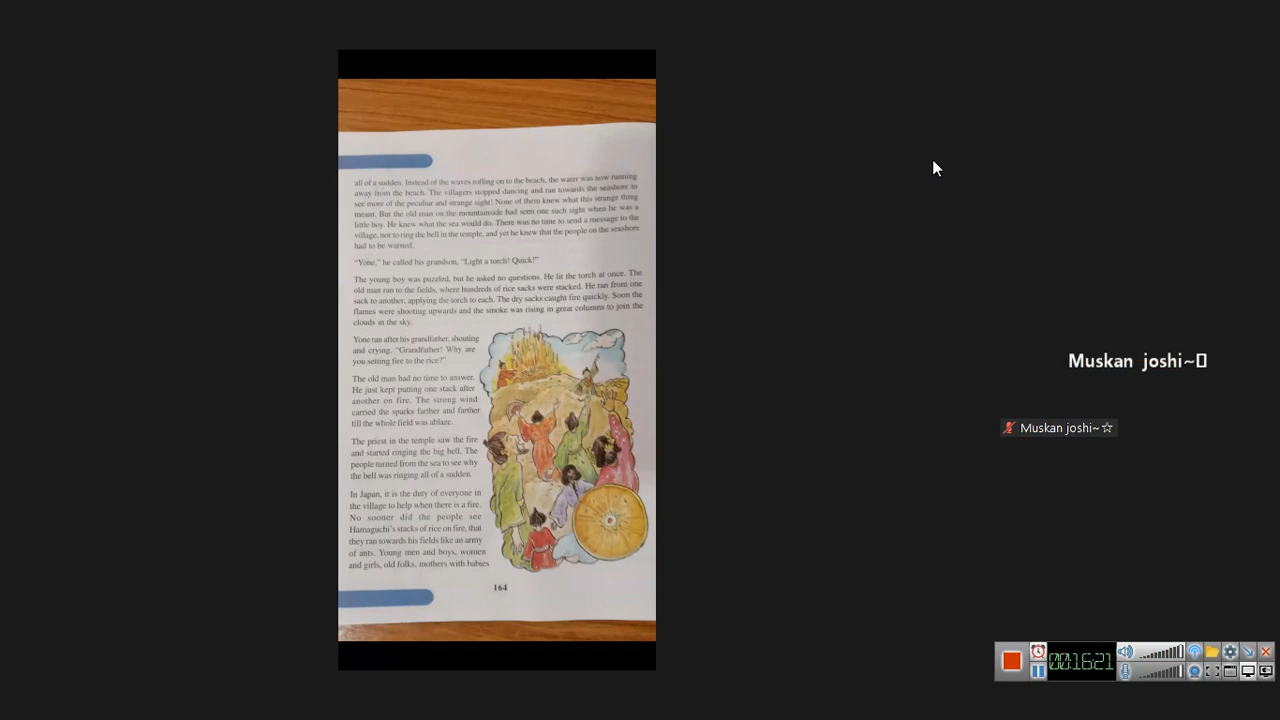 all of a sudden. Instead of the waves rolling on to the beach, the water was now running
away from the beach. The villagers stopped dancing and ran towards the seashore to
see more of the peculiar and strange sight! None of them knew what this strange thing
meant. But the old man on the mountainside had seen one such sight when he was a
little boy. He knew what the sea would do. There was no time to send a message to the
village, nor to ring the bell in the temple, and yet he knew that the people on the seashore
had to be warned.
"Yone," he called his grandson, "Light a torch! Quick!"
The young boy was puzzled, but he asked no questions. He lit the torch at once. The
old man ran to the fields, where hundreds of rice sacks were stacked. He ran from one
sack to another, applying the torch to each. The dry sacks caught fire quickly. Soon the
flames were shooting upwards and the smoke was rising in great columns to join the
clouds in the sky.
Yone ran after his grandfather, shouting
and crying, "Grandfather! Why are
you setting fire to the rice?"
The old man had no time to answer.
He just kept putting one stack after
another on fire. The strong wind
carried the sparks farther and farther
till the whole field was ablaze.
The priest in the temple saw the fire
and started ringing the big bell. The
people turned from the sea to see why
the bell was ringing all of a sudden.
In Japan, it is the duty of everyone in
the village to help when there is a fire.
No sooner did the people see
Hamaguchi's stacks of rice on fire, that
they ran towards his fields like an army
of ants. Young men and boys, women
and girls, old folks, mothers with babies
164
Muskan joshi~
Muskan joshi~☆
00:16:21